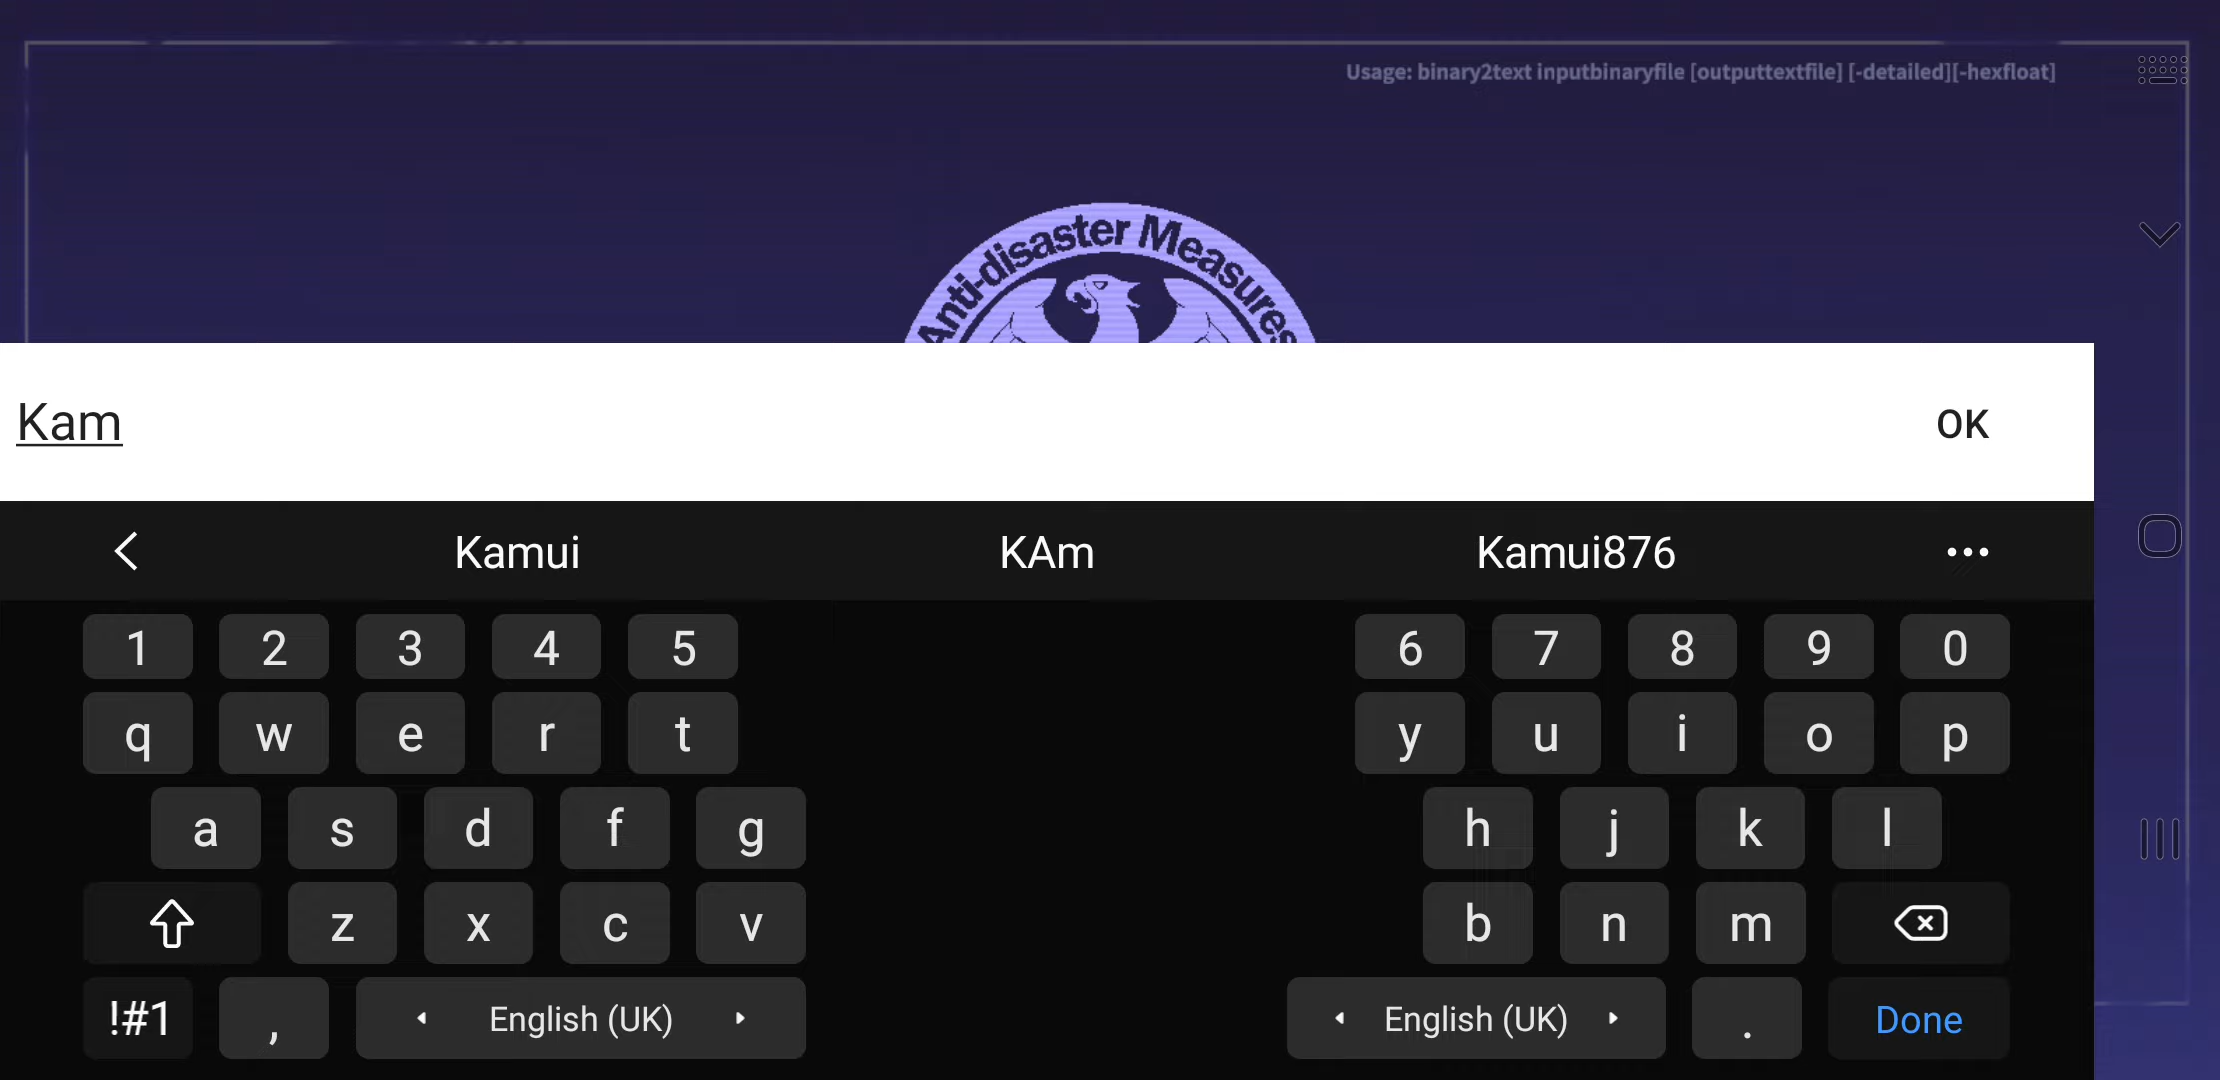 Usage: binary2text inputbinaryfile [outputtextfile] [-detailed][-hexfloat]
Anti-disaster Measures
Kam
OK
Kamui KAm Kamui876
1 2 3 4 5 6 7 8 9 0
q w e r t y u i o p
a s d f g h j k l
z x c v b n m
!#1 , English (UK) English (UK) . Done